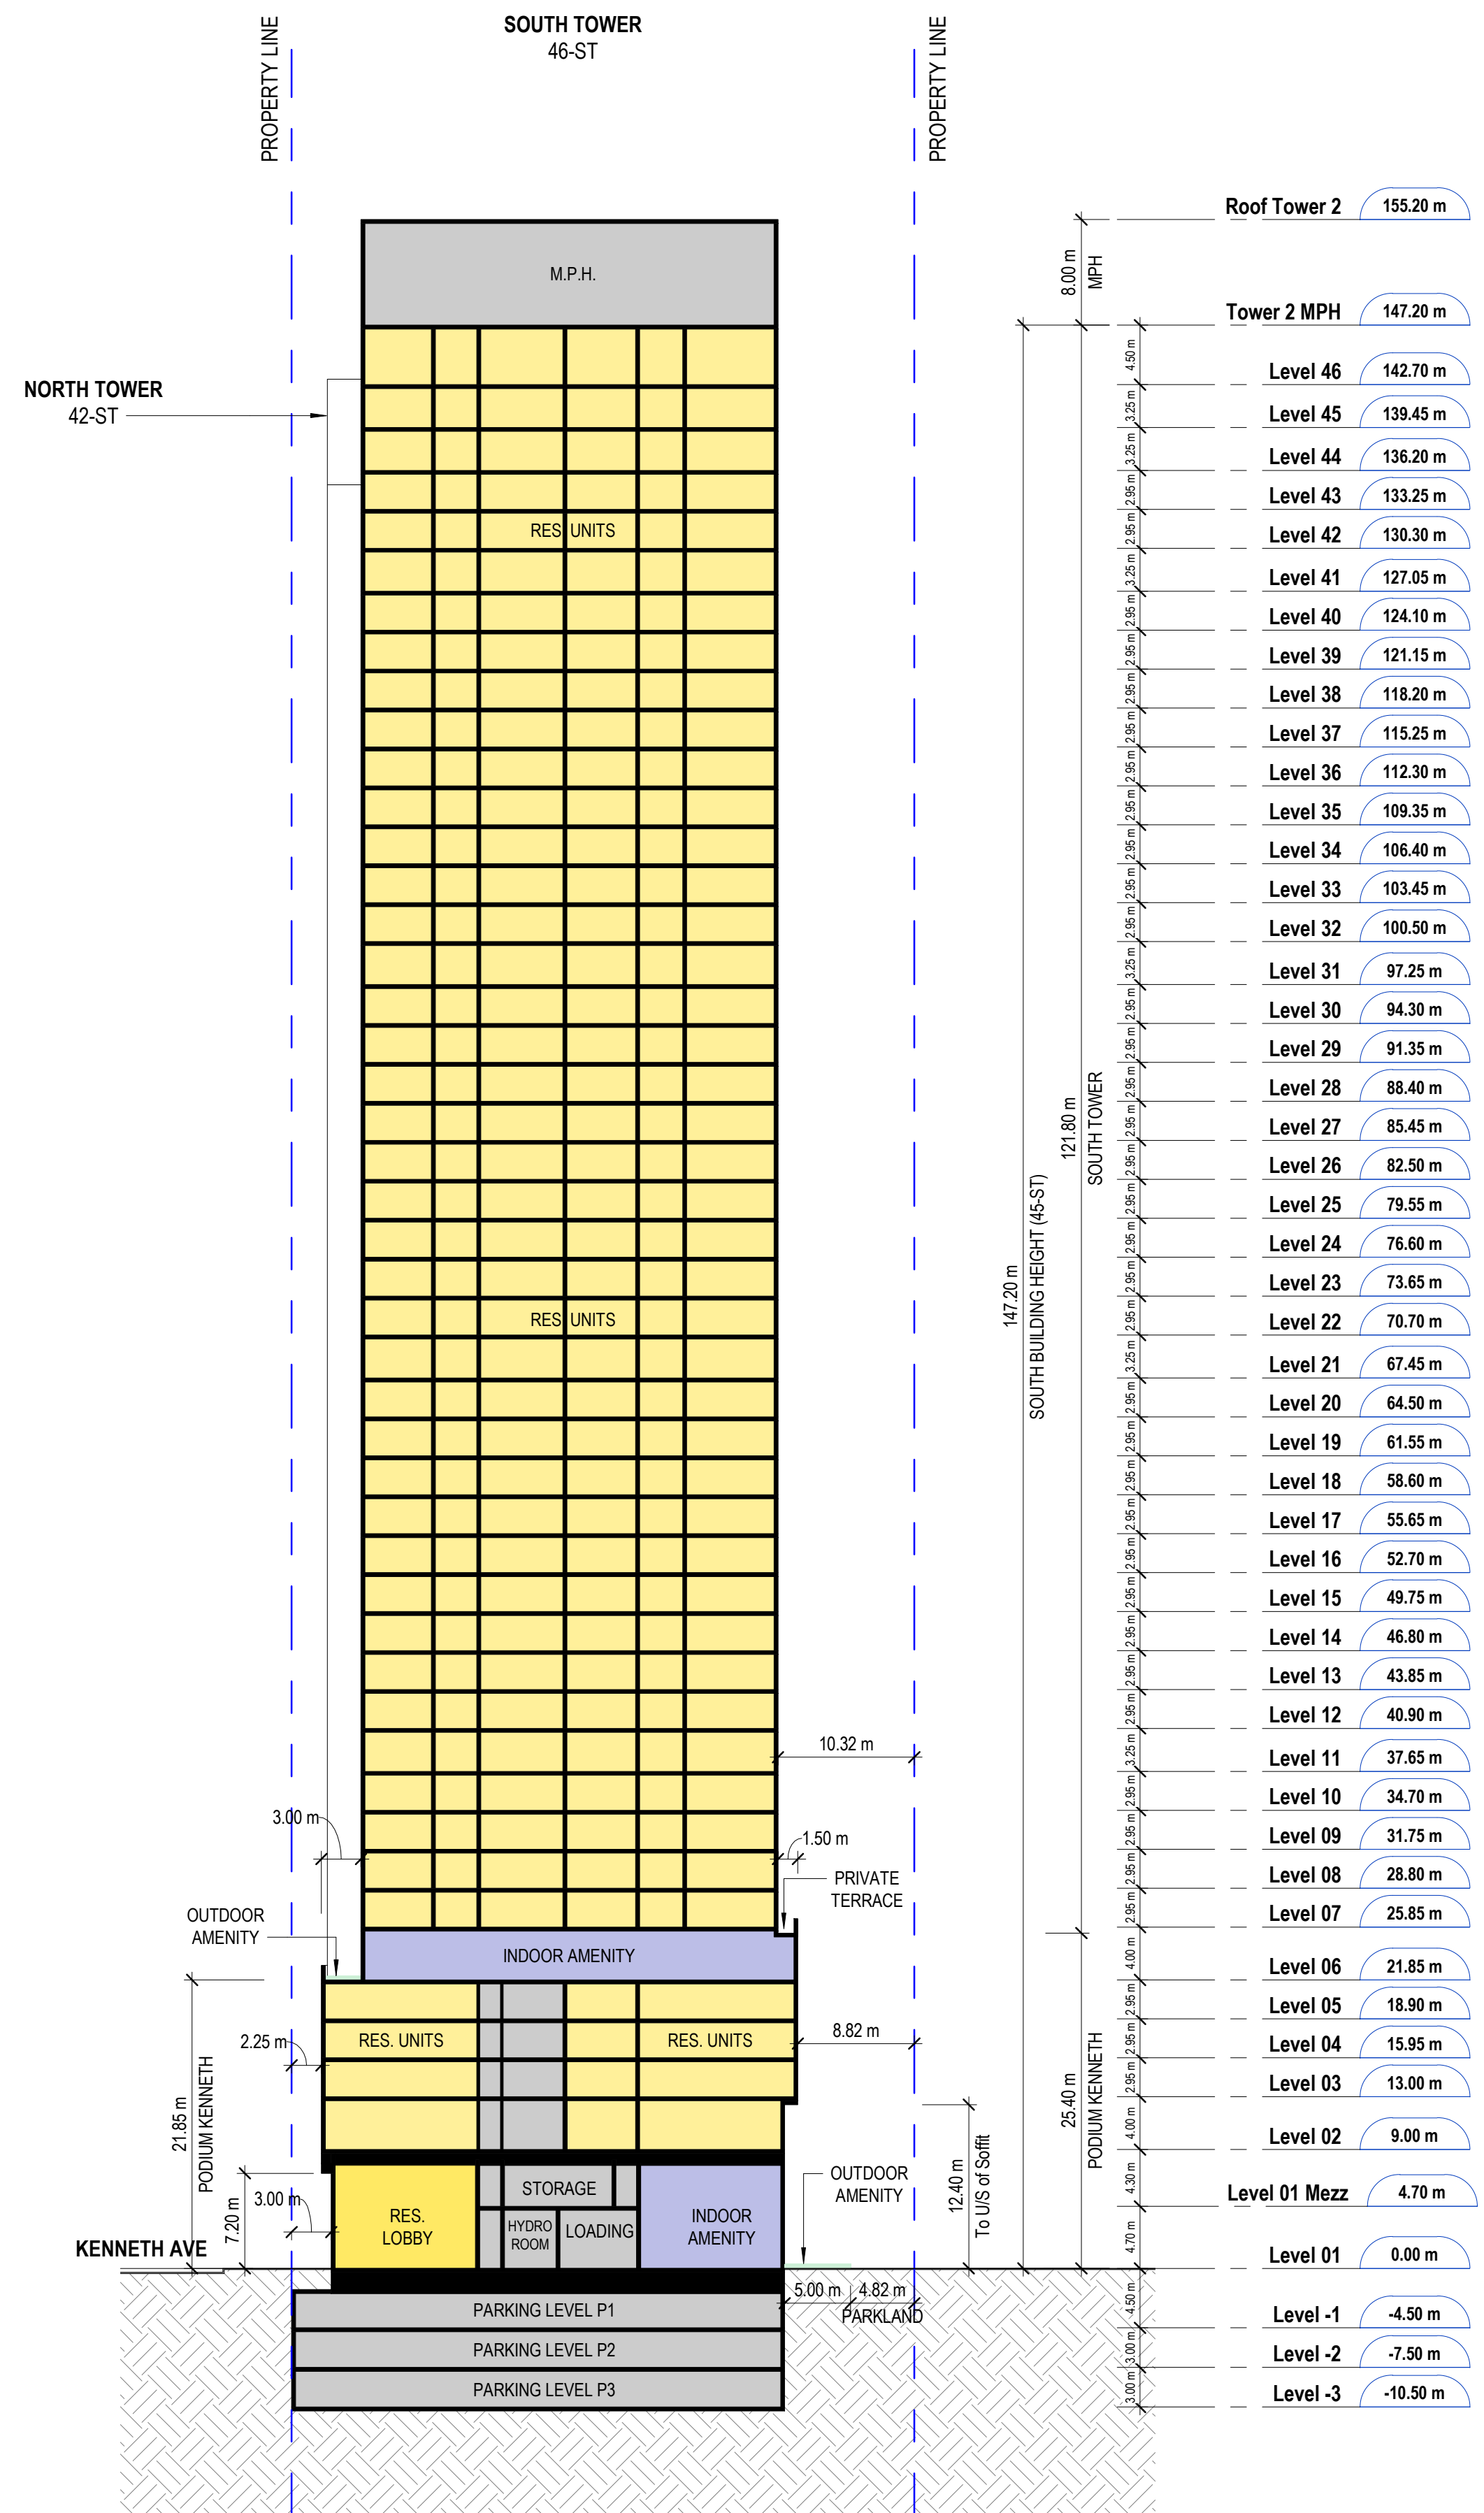 SOUTH TOWER
46-ST
PROPERTY LINE
PROPERTY LINE
Roof Tower 2 155.20 m
8.00 m
MPH
M.P.H.
Tower 2 MPH 147.20 m
4.50 m
Level 46 142.70 m
NORTH TOWER
42-ST
3.25 m
Level 45 139.45 m
3.25 m
Level 44 136.20 m
2.95 m
Level 43 133.25 m
RES. UNITS
2.95 m
Level 42 130.30 m
3.25 m
Level 41 127.05 m
2.95 m
Level 40 124.10 m
2.95 m
Level 39 121.15 m
2.95 m
Level 38 118.20 m
2.95 m
Level 37 115.25 m
2.95 m
Level 36 112.30 m
2.95 m
Level 35 109.35 m
2.95 m
Level 34 106.40 m
2.95 m
Level 33 103.45 m
2.95 m
Level 32 100.50 m
3.25 m
Level 31 97.25 m
2.95 m
Level 30 94.30 m
2.95 m
Level 29 91.35 m
2.95 m
Level 28 88.40 m
2.95 m
Level 27 85.45 m
121.80 m
SOUTH TOWER
2.95 m
Level 26 82.50 m
2.95 m
Level 25 79.55 m
2.95 m
Level 24 76.60 m
2.95 m
Level 23 73.65 m
147.20 m
SOUTH BUILDING HEIGHT (45-ST)
RES. UNITS
2.95 m
Level 22 70.70 m
3.25 m
Level 21 67.45 m
2.95 m
Level 20 64.50 m
2.95 m
Level 19 61.55 m
2.95 m
Level 18 58.60 m
2.95 m
Level 17 55.65 m
2.95 m
Level 16 52.70 m
2.95 m
Level 15 49.75 m
2.95 m
Level 14 46.80 m
2.95 m
Level 13 43.85 m
2.95 m
Level 12 40.90 m
10.32 m
3.25 m
Level 11 37.65 m
2.95 m
Level 10 34.70 m
3.00 m
1.50 m
2.95 m
Level 09 31.75 m
2.95 m
Level 08 28.80 m
PRIVATE
TERRACE
2.95 m
Level 07 25.85 m
OUTDOOR
AMENITY
INDOOR AMENITY
4.00 m
Level 06 21.85 m
2.95 m
Level 05 18.90 m
2.25 m
RES. UNITS
RES. UNITS
8.82 m
2.95 m
Level 04 15.95 m
2.95 m
Level 03 13.00 m
21.85 m
PODIUM KENNETH
25.40 m
PODIUM KENNETH
4.00 m
Level 02 9.00 m
12.40 m
To U/S of Soffit
4.30 m
Level 01 Mezz 4.70 m
OUTDOOR
AMENITY
STORAGE
7.20 m
3.00 m
RES.
LOBBY
HYDRO
ROOM
LOADING
INDOOR
AMENITY
KENNETH AVE
4.70 m
Level 01 0.00 m
5.00 m
4.82 m
PARKLAND
4.50 m
PARKING LEVEL P1
Level -1 -4.50 m
PARKING LEVEL P2
3.00 m
Level -2 -7.50 m
PARKING LEVEL P3
3.00 m
Level -3 -10.50 m